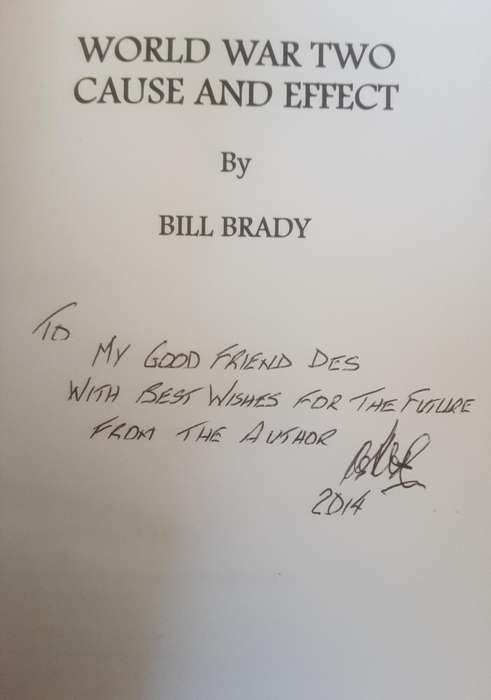 WORLD WAR TWO
CAUSE AND EFFECT
By
BILL BRADY
TO
MY GOOD FRIEND DES
WITH BEST WISHES FOR THE FUTURE
FROM THE AUTHOR
2014